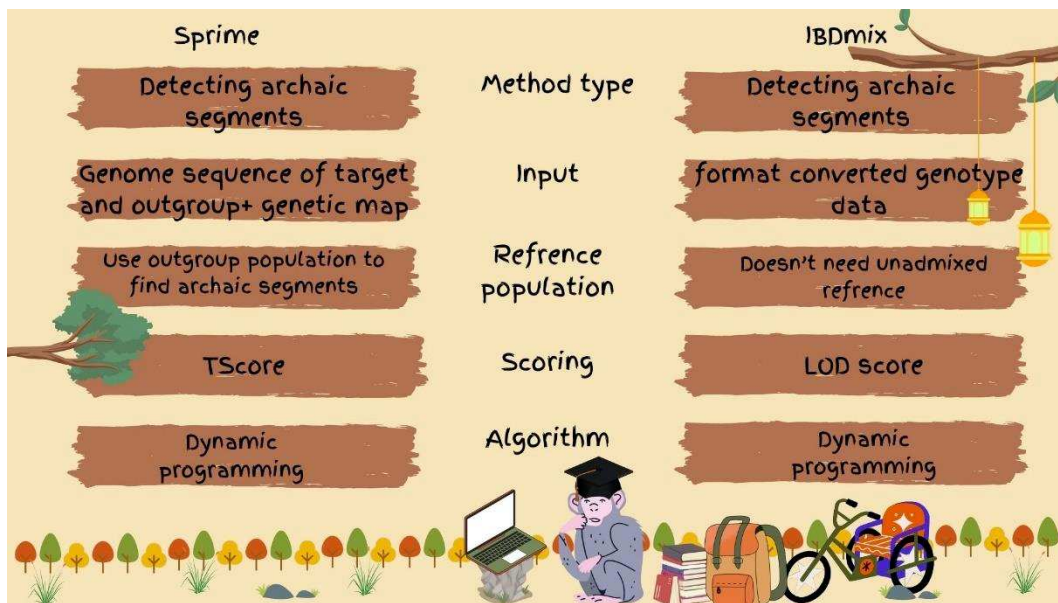 Sprime
IBDmix
Detecting archaic
segments
Method type
Detecting archaic
segments
Genome sequence of target
and outgroup+ genetic map
Input
format converted genotype
data
Use outgroup population to
find archaic segments
Refrence
population
Doesn't need unadmixed
refrence
TScore
Scoring
LOD score
Dynamic
programming
Algorithm
Dynamic
programming